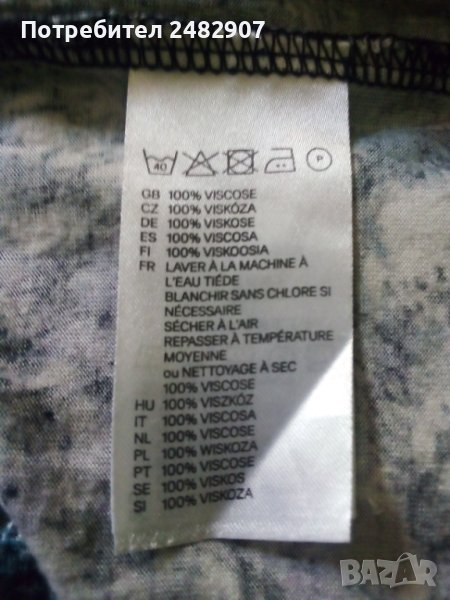 Потребител 2482907
40 P
GB 100% VISCOSE
CZ 100% VISKÓZA
DE 100% VISKOSE
ES 100% VISCOSA
FI 100% VISKOOSIA
FR LAVER À LA MACHINE À
L'EAU TIÉDE
BLANCHIR SANS CHLORE SI
NÉCESSAIRE
SÉCHER À L'AIR
REPASSER À TEMPÉRATURE
MOYENNE
ou NETTOYAGE À SEC
100% VISCOSE
HU 100% VISZKÓZ
IT 100% VISCOSA
NL 100% VISCOSE
PL 100% WISKOZA
PT 100% VISCOSE
SE 100% VISKOS
SI 100% VISKOZA
BAZAR